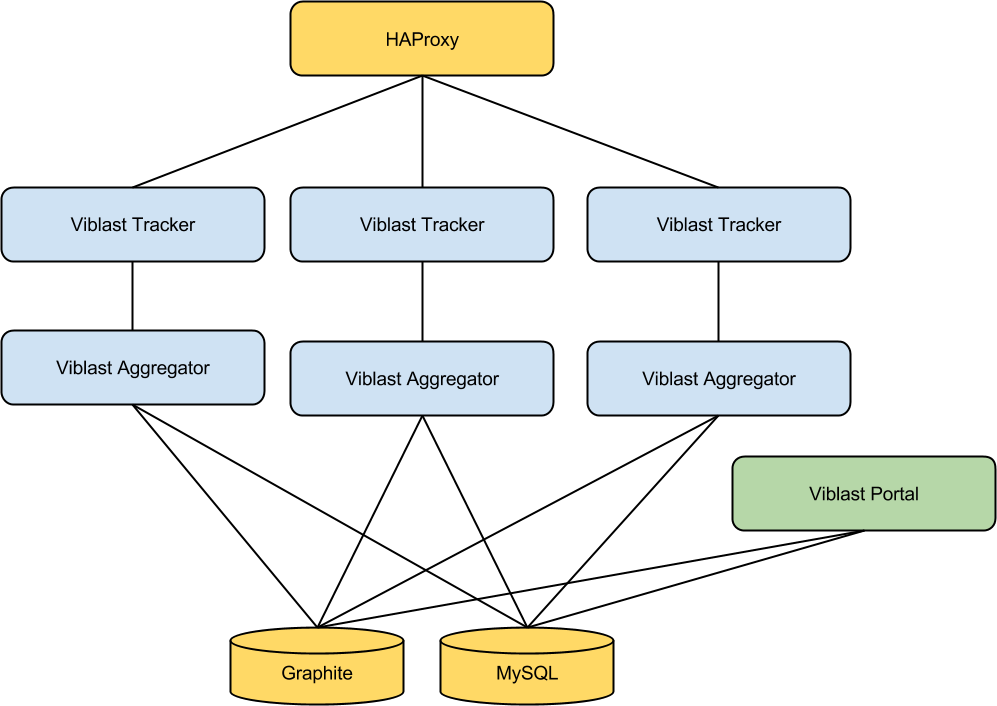 HAProxy
Viblast Tracker
Viblast Tracker
Viblast Tracker
Viblast Aggregator
Viblast Aggregator
Viblast Aggregator
Viblast Portal
Graphite
MySQL